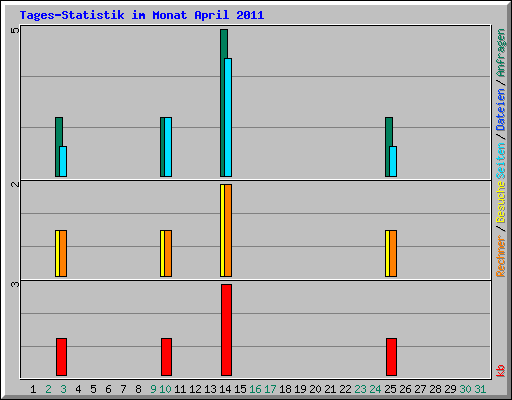 Tages-Statistik im Monat April 2011
5
2
3
Anfragen / Dateien / Seiten
Besuche / Rechner
kb
1 2 3 4 5 6 7 8 9 10 11 12 13 14 15 16 17 18 19 20 21 22 23 24 25 26 27 28 29 30 31